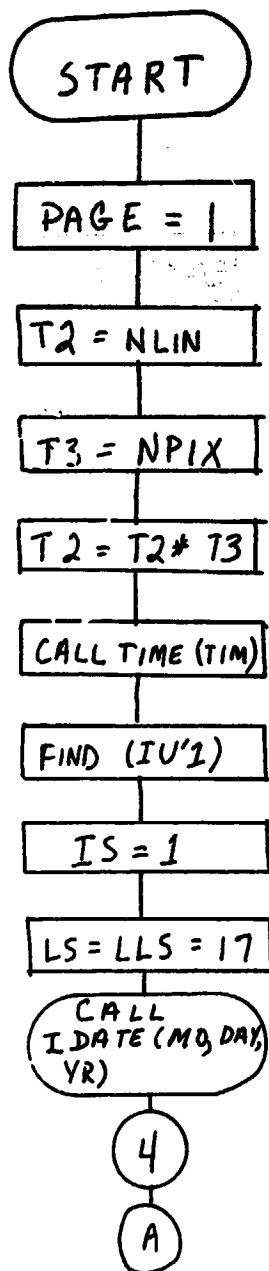 START
PAGE = 1
T2 = NLIN
T3 = NPIX
T2 = T2* T3
CALL TIME (TIM)
FIND (IU'1)
IS = 1
LS = LLS = 17
CALL
IDATE (MO, DAY,
YR)
4
A